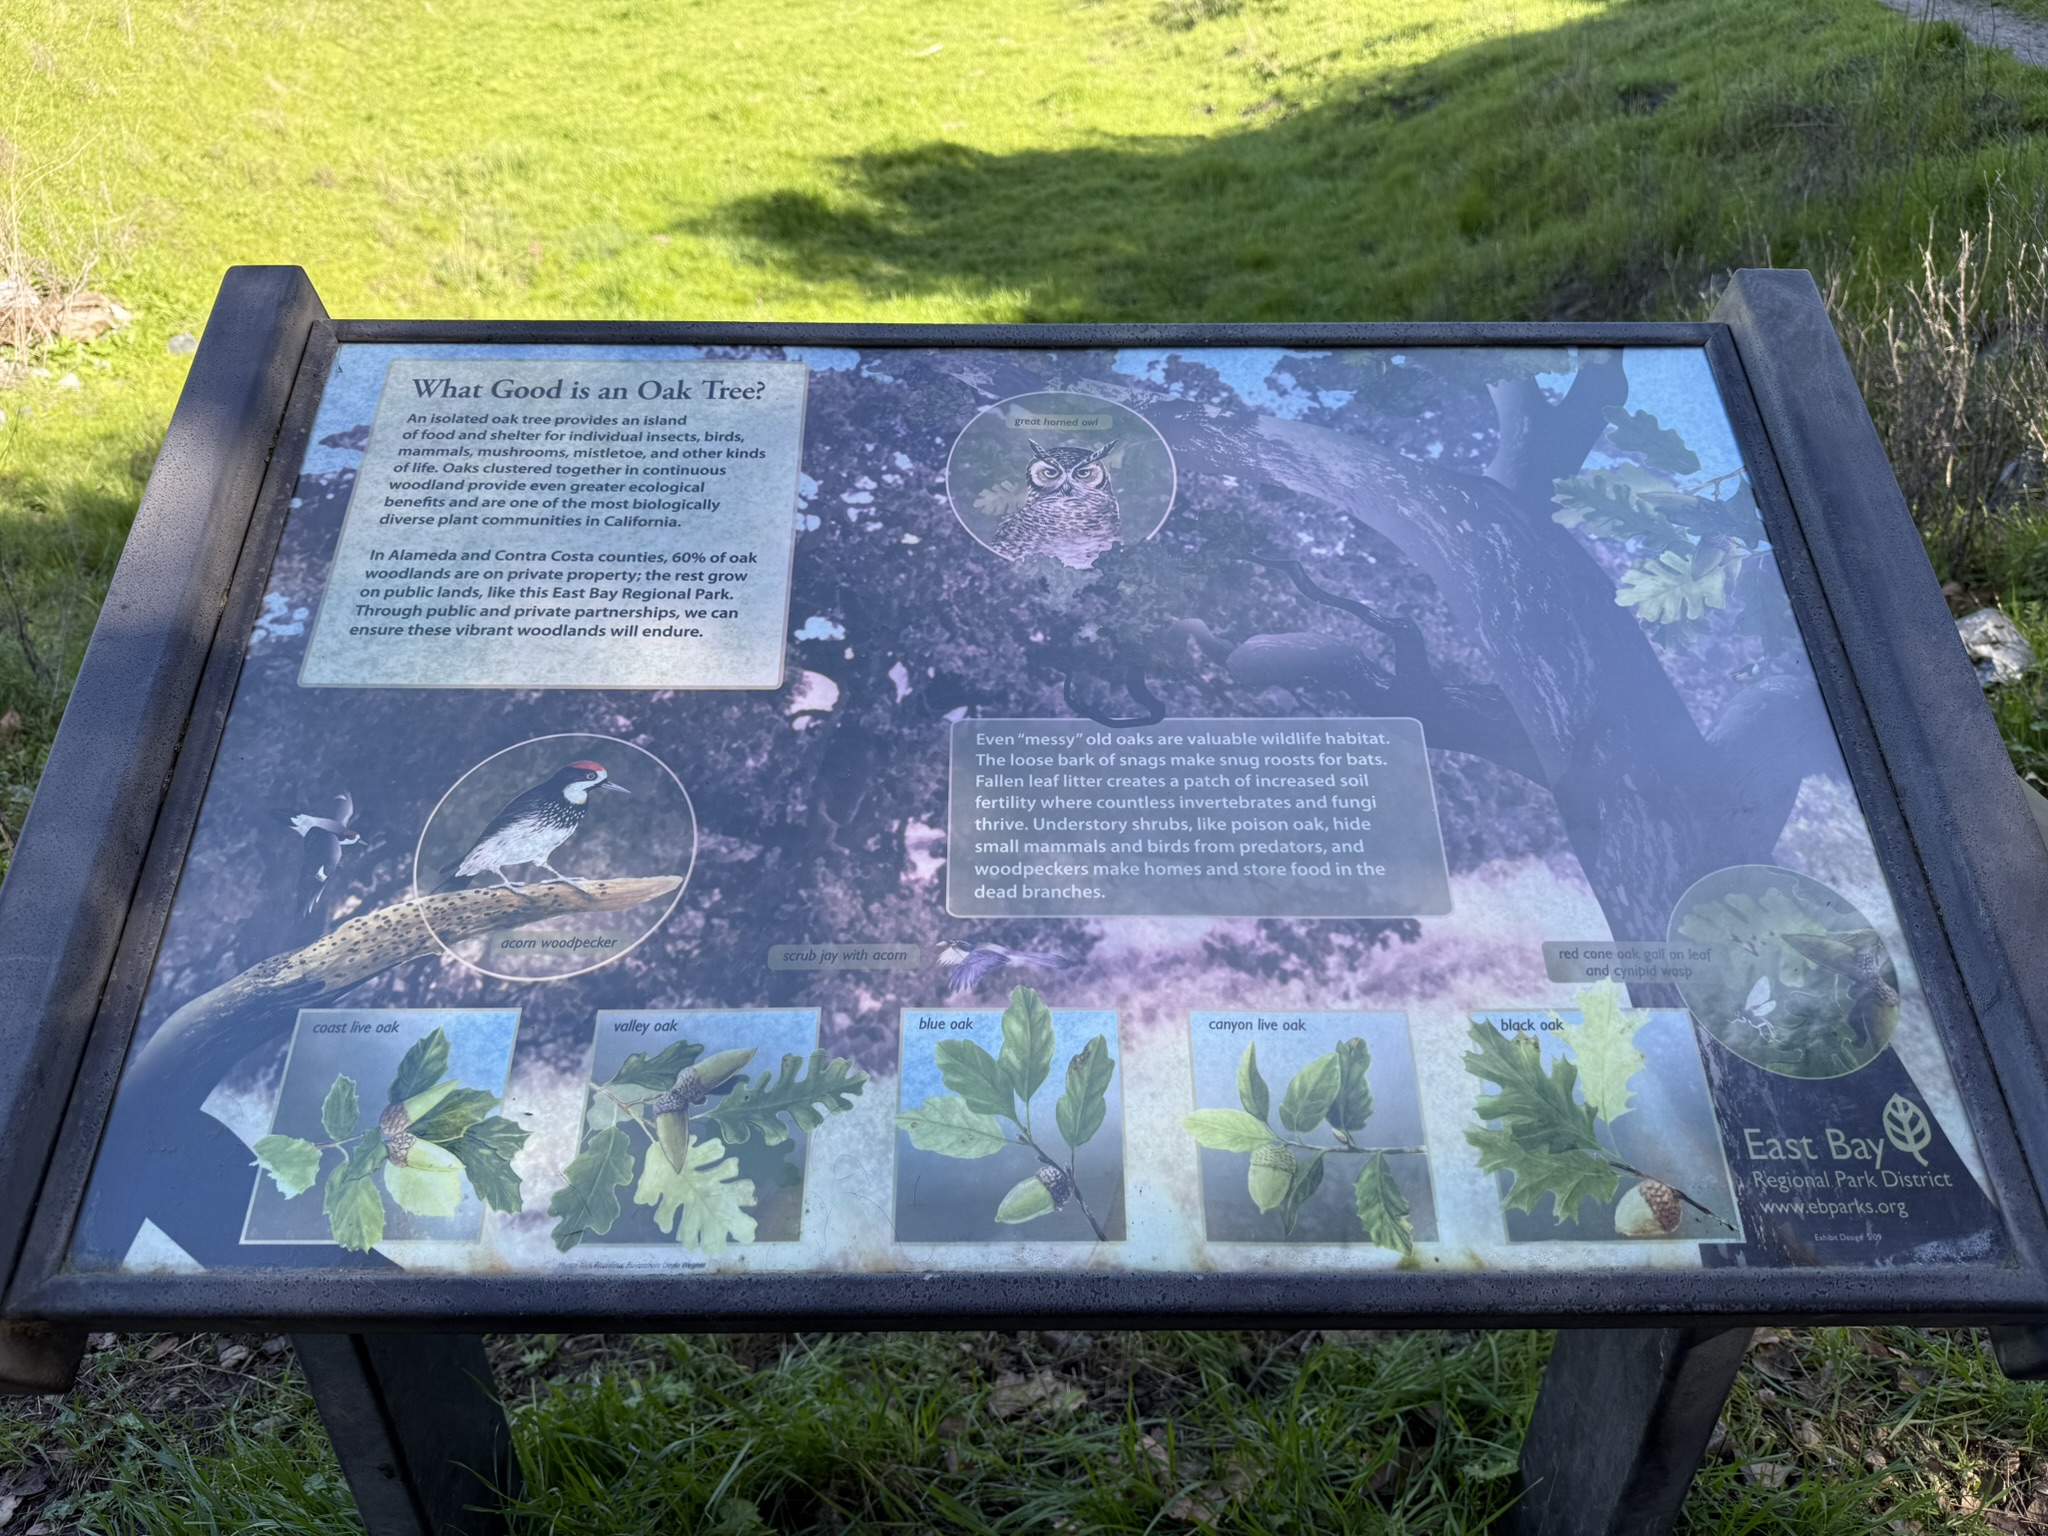 What Good is an Oak Tree?
An isolated oak tree provides an island
of food and shelter for individual insects, birds,
mammals, mushrooms, mistletoe, and other kinds
of life. Oaks clustered together in continuous
woodland provide even greater ecological
benefits and are one of the most biologically
diverse plant communities in California.
In Alameda and Contra Costa counties, 60% of oak
woodlands are on private property; the rest grow
on public lands, like this East Bay Regional Park.
Through public and private partnerships, we can
ensure these vibrant woodlands will endure.
great horned owl
Even "messy" old oaks are valuable wildlife habitat.
The loose bark of snags make snug roosts for bats.
Fallen leaf litter creates a patch of increased soil
fertility where countless invertebrates and fungi
thrive. Understory shrubs, like poison oak, hide
small mammals and birds from predators, and
woodpeckers make homes and store food in the
dead branches.
acorn woodpecker
scrub jay with acorn
red cone oak gall on leaf
and cynipid wasp
coast live oak
valley oak
blue oak
canyon live oak
black oak
East Bay
Regional Park District
www.ebparks.org
Exhibit Design 5/09